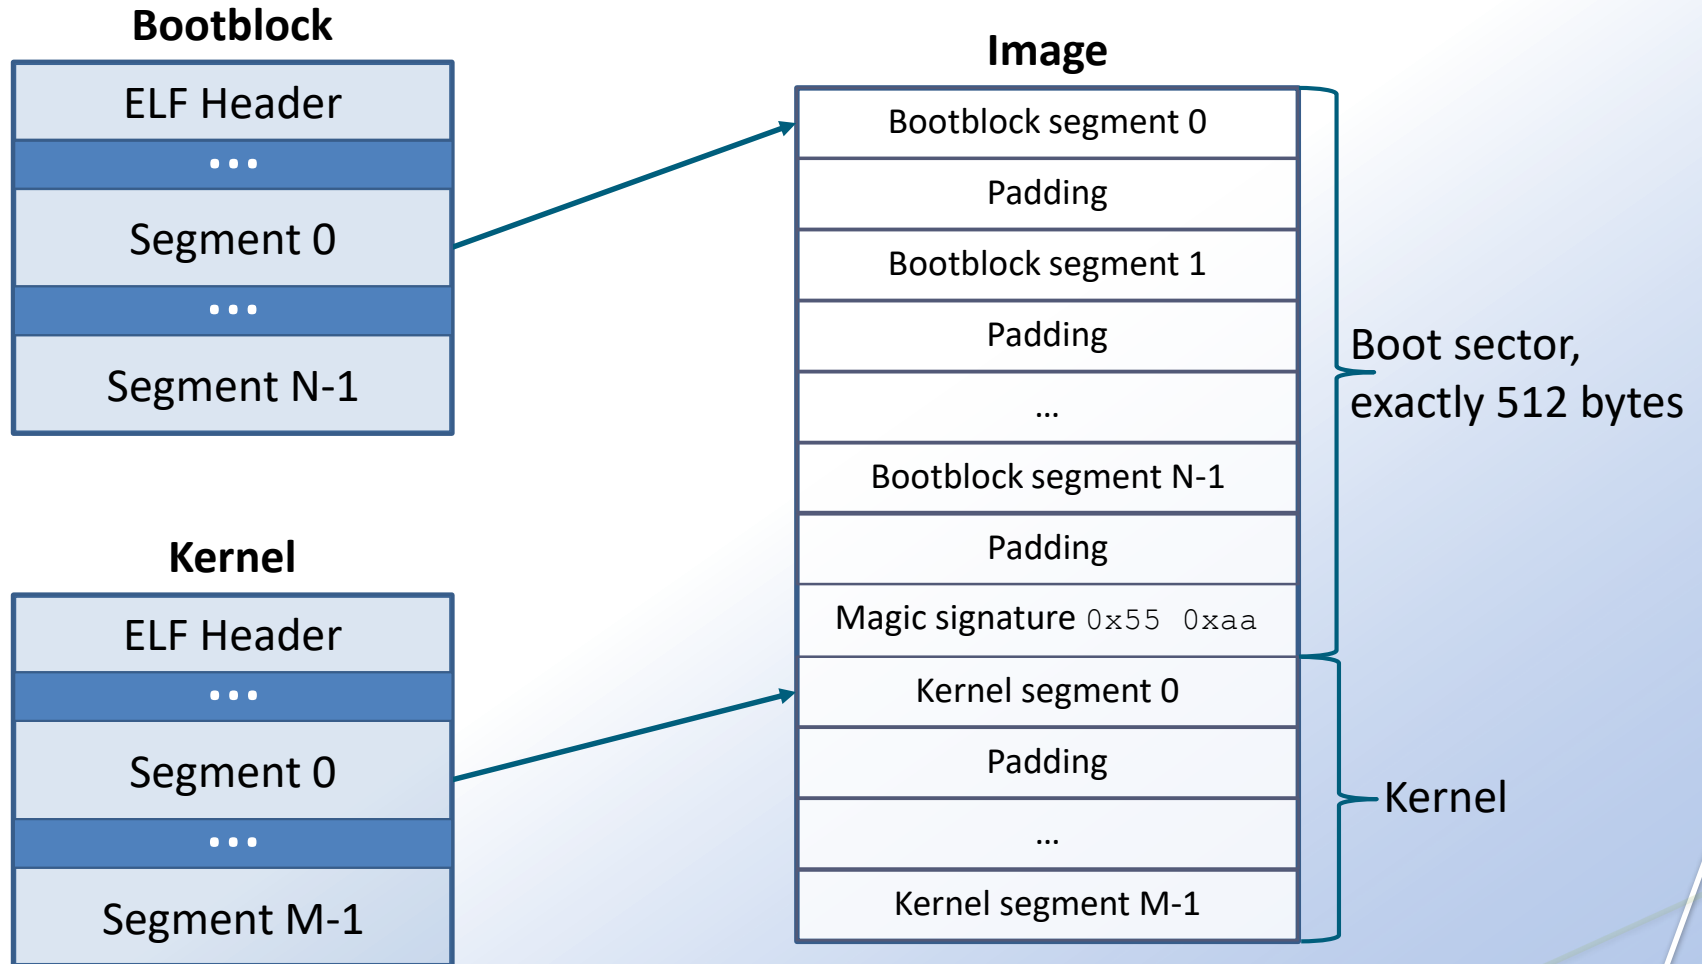 Bootblock
ELF Header
...
Segment 0
...
Segment N-1
Kernel
ELF Header
...
Segment 0
...
Segment M-1
Image
Bootblock segment 0
Padding
Bootblock segment 1
Padding
...
Bootblock segment N-1
Padding
Magic signature 0x55 0xaa
Kernel segment 0
Padding
...
Kernel segment M-1
Boot sector,
exactly 512 bytes
Kernel